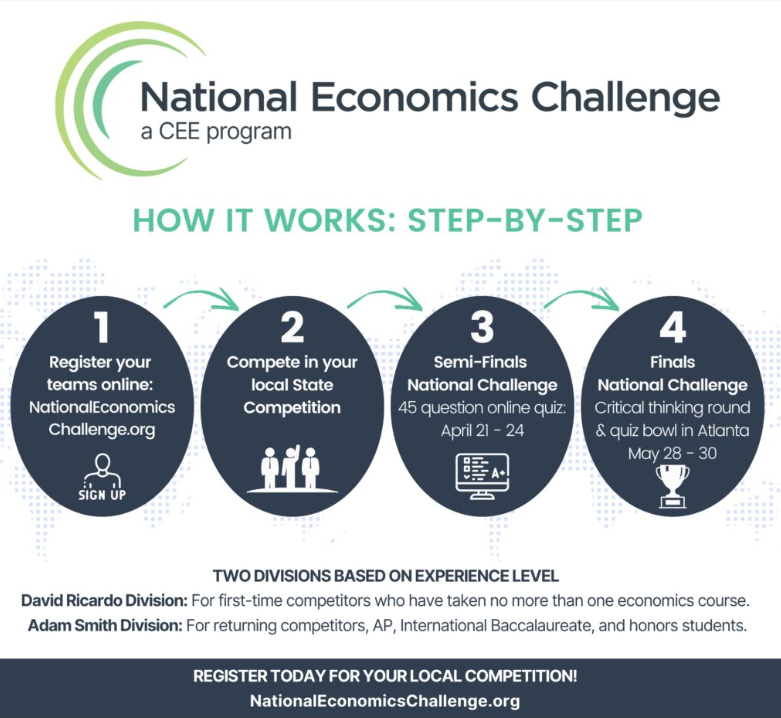 National Economics Challenge
a CEE program
HOW IT WORKS: STEP-BY-STEP
1
Register your
teams online:
NationalEconomics
Challenge.org
SIGN UP
2
Compete in your
local State
Competition
3
Semi-Finals
National Challenge
45 question online quiz:
April 21 - 24
A+
4
Finals
National Challenge
Critical thinking round
& quiz bowl in Atlanta
May 28 - 30
TWO DIVISIONS BASED ON EXPERIENCE LEVEL
David Ricardo Division: For first-time competitors who have taken no more than one economics course.
Adam Smith Division: For returning competitors, AP, International Baccalaureate, and honors students.
REGISTER TODAY FOR YOUR LOCAL COMPETITION!
NationalEconomicsChallenge.org